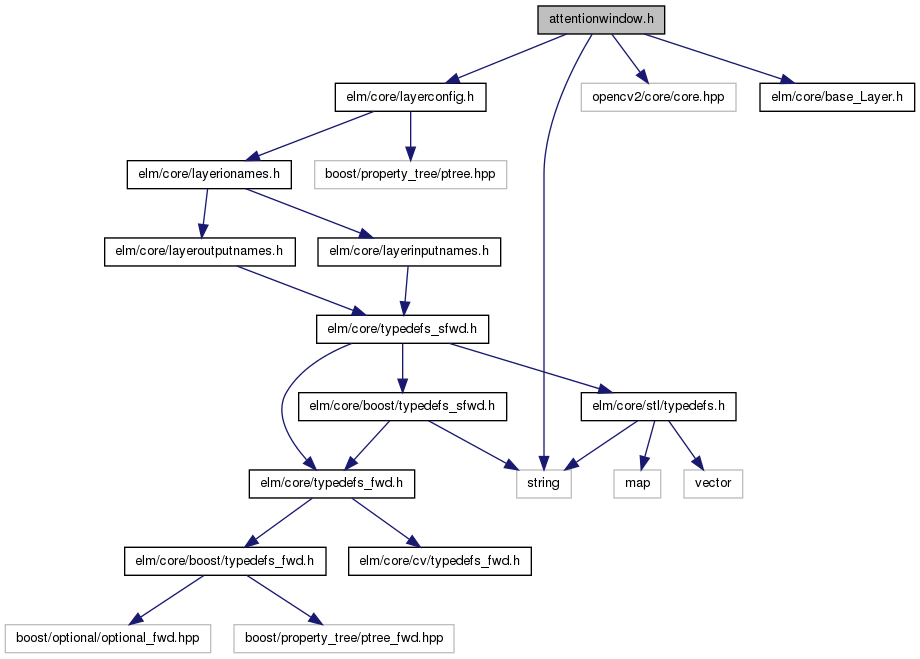 attentionwindow.h
elm/core/layerconfig.h
opencv2/core/core.hpp
elm/core/base_Layer.h
elm/core/layerionames.h
boost/property_tree/ptree.hpp
elm/core/layeroutputnames.h
elm/core/layerinputnames.h
elm/core/typedefs_sfwd.h
elm/core/boost/typedefs_sfwd.h
elm/core/stl/typedefs.h
elm/core/typedefs_fwd.h
string
map
vector
elm/core/boost/typedefs_fwd.h
elm/core/cv/typedefs_fwd.h
boost/optional/optional_fwd.hpp
boost/property_tree/ptree_fwd.hpp